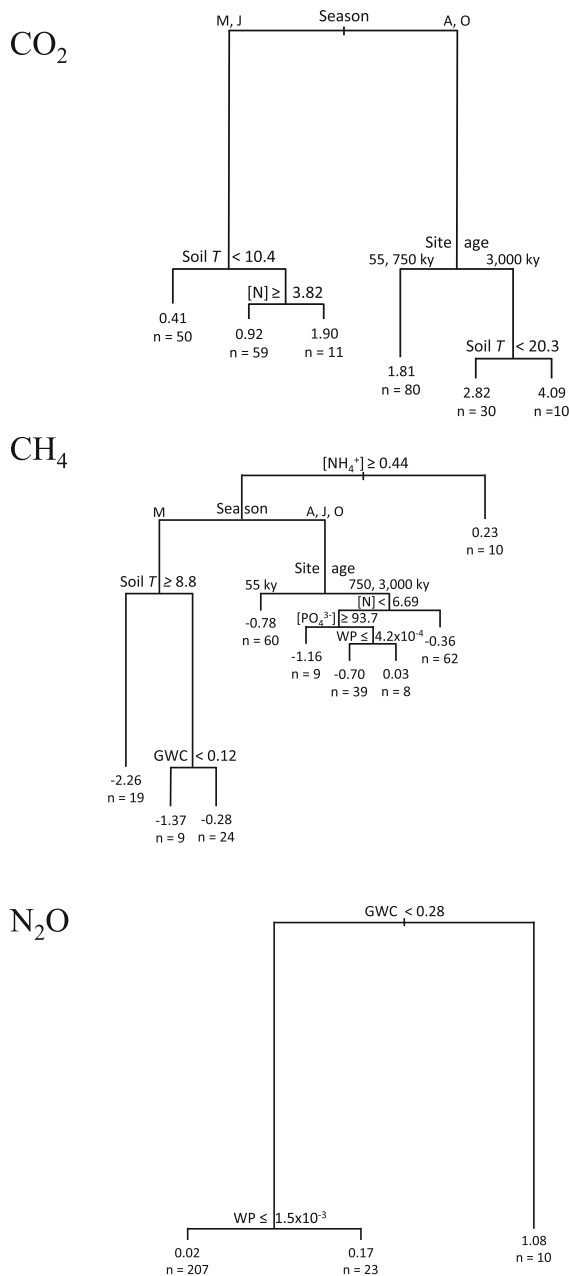 CO₂
Season
M, J
A, O
Soil T < 10.4
Site age
55, 750 ky
3,000 ky
[N] ≥ 3.82
0.41
n = 50
0.92
n = 59
1.90
n = 11
Soil T < 20.3
1.81
n = 80
2.82
n = 30
4.09
n =10
CH₄
[NH₄⁺] ≥ 0.44
M
Season
A, J, O
0.23
n = 10
Soil T ≥ 8.8
Site age
55 ky
750, 3,000 ky
[N] < 6.69
-0.78
n = 60
[PO₄³⁻] ≥ 93.7
WP ≤ 4.2x10⁻⁴
-0.36
n = 62
-1.16
n = 9
-0.70
n = 39
0.03
n = 8
GWC < 0.12
-2.26
n = 19
-1.37
n = 9
-0.28
n = 24
N₂O
GWC < 0.28
WP ≤ 1.5x10⁻³
0.02
n = 207
0.17
n = 23
1.08
n = 10